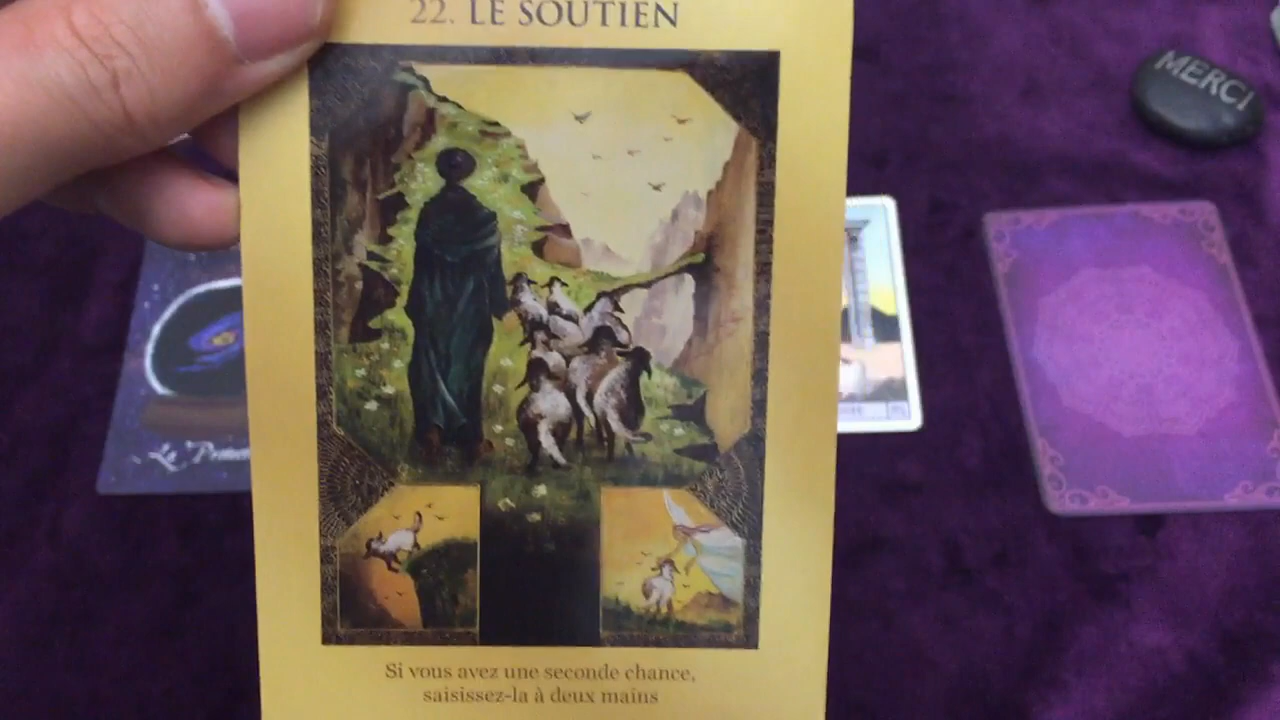 22. LE SOUTIEN
MERCI
Si vous avez une seconde chance,
saisissez-la à deux mains